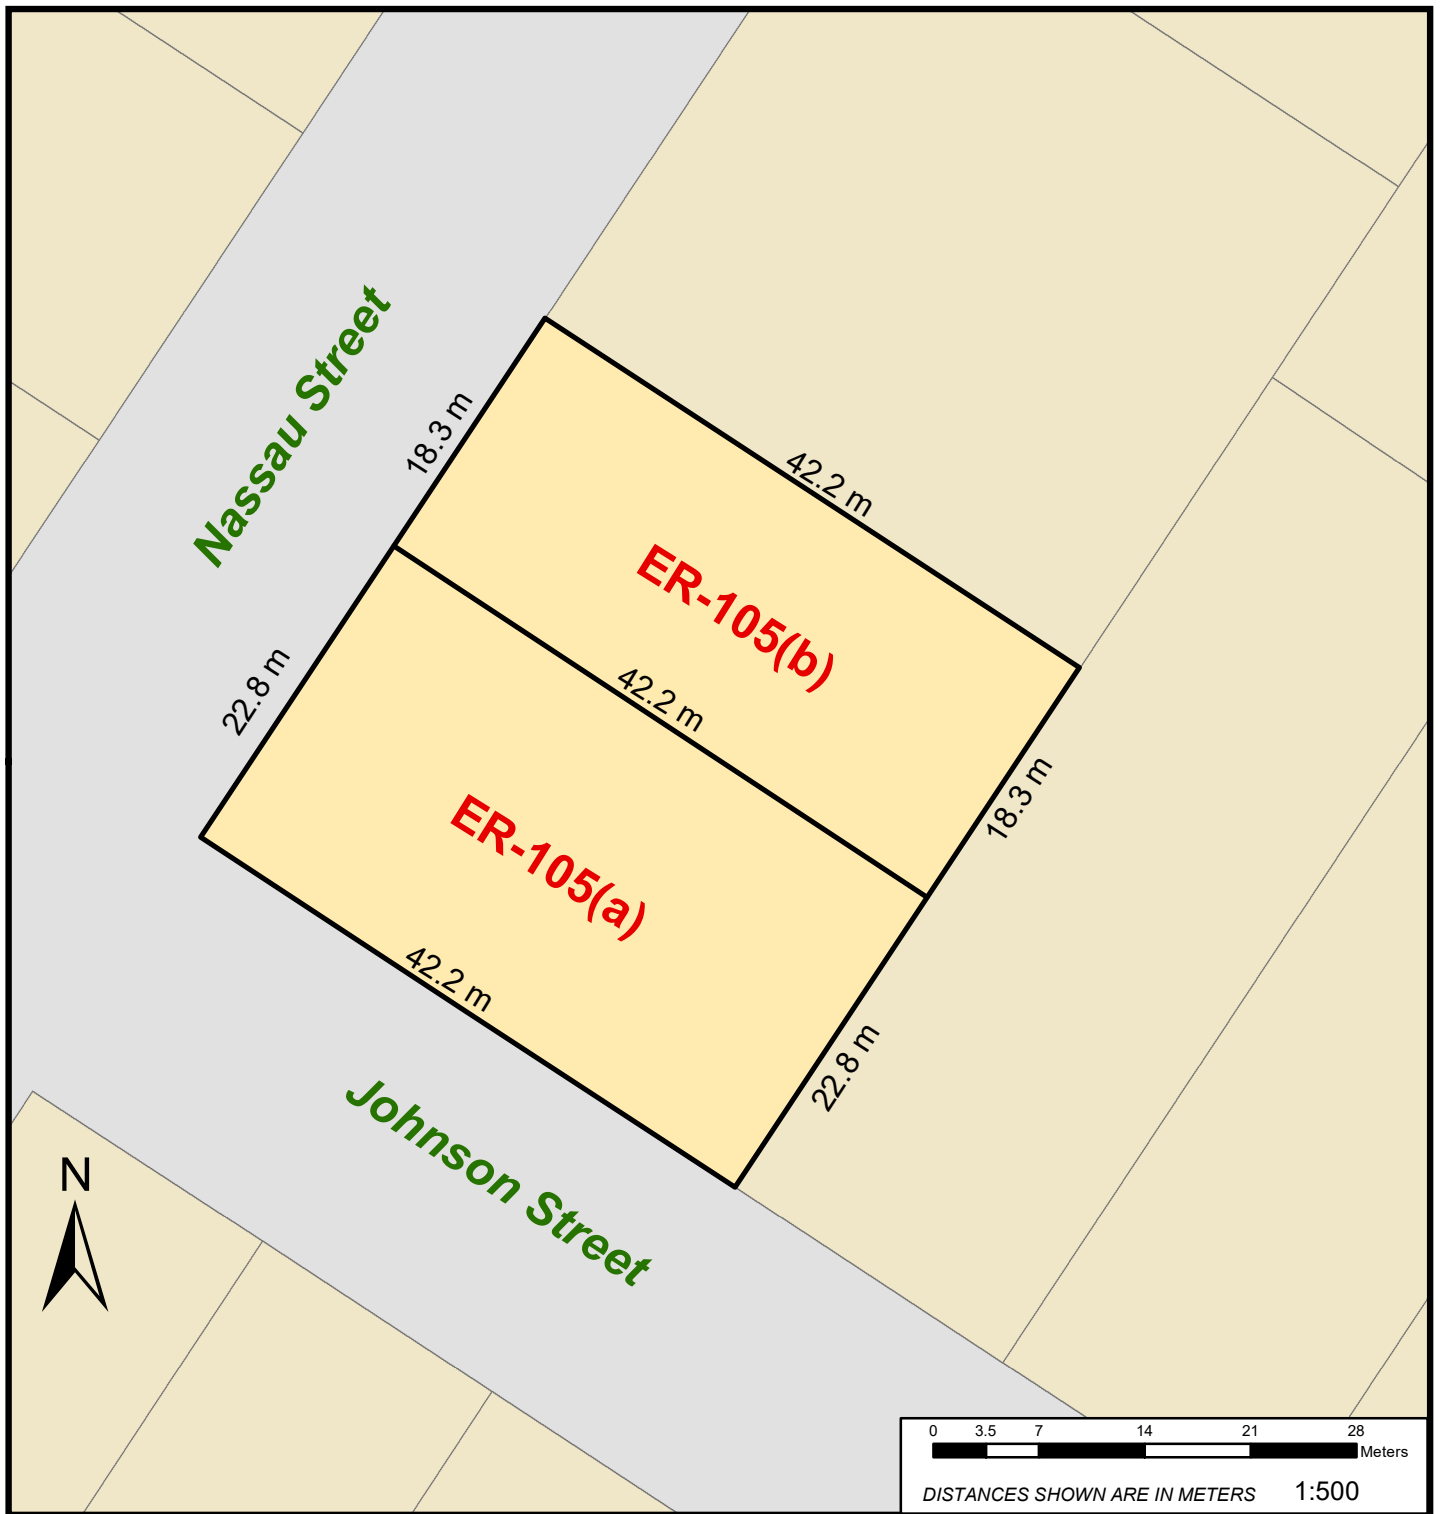 Nassau Street
18.3 m
42.2 m
ER-105(b)
42.2 m
22.8 m
18.3 m
ER-105(a)
42.2 m
22.8 m
Johnson Street
N
0 3.5 7 14 21 28
Meters
DISTANCES SHOWN ARE IN METERS 1:500